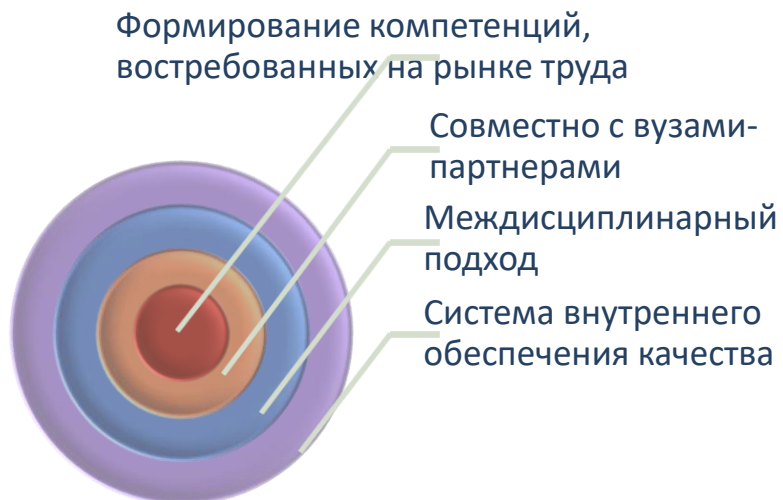 Формирование компетенций,
востребованных на рынке труда
Совместно с вузами-
партнерами
Междисциплинарный
подход
Система внутреннего
обеспечения качества